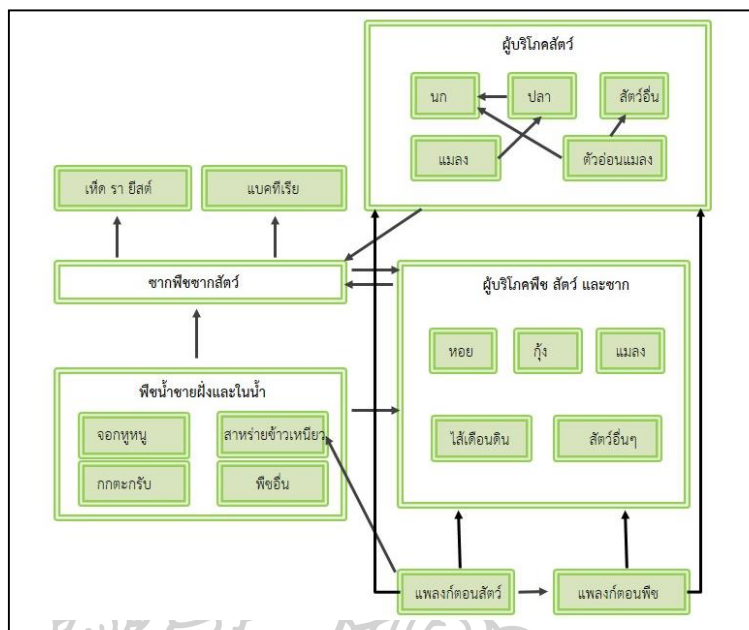 ผู้บริโภคสัตว์
นก
ปลา
สัตว์อื่น
แมลง
ตัวอ่อนแมลง
เห็ด รา ยีสต์
แบคทีเรีย
ซากพืชซากสัตว์
ผู้บริโภคพืช สัตว์ และซาก
หอย
กุ้ง
แมลง
ไส้เดือนดิน
สัตว์อื่นๆ
พืชน้ำชายฝั่งและในน้ำ
จอกหูหนู
สาหร่ายข้าวเหนียว
กกตะกรับ
พืชอื่น
แพลงก์ตอนสัตว์
แพลงก์ตอนพืช